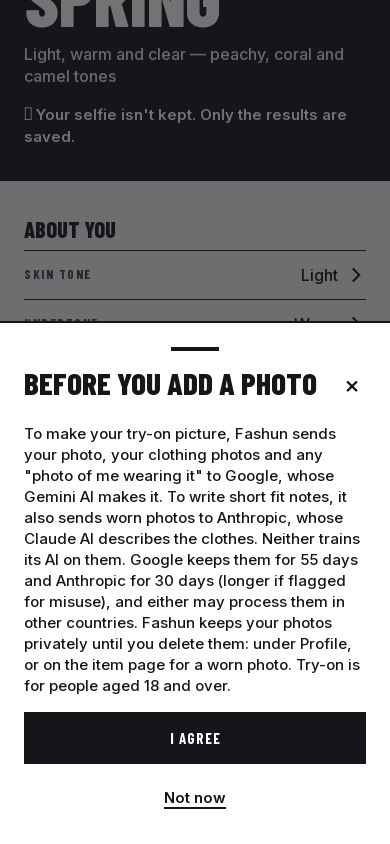 SPRING
Light, warm and clear — peachy, coral and
camel tones
Your selfie isn't kept. Only the results are
saved.
ABOUT YOU
SKIN TONE Light
BEFORE YOU ADD A PHOTO ×
To make your try-on picture, Fashun sends
your photo, your clothing photos and any
"photo of me wearing it" to Google, whose
Gemini AI makes it. To write short fit notes, it
also sends worn photos to Anthropic, whose
Claude AI describes the clothes. Neither trains
its AI on them. Google keeps them for 55 days
and Anthropic for 30 days (longer if flagged
for misuse), and either may process them in
other countries. Fashun keeps your photos
privately until you delete them: under Profile,
or on the item page for a worn photo. Try-on is
for people aged 18 and over.
I AGREE
Not now